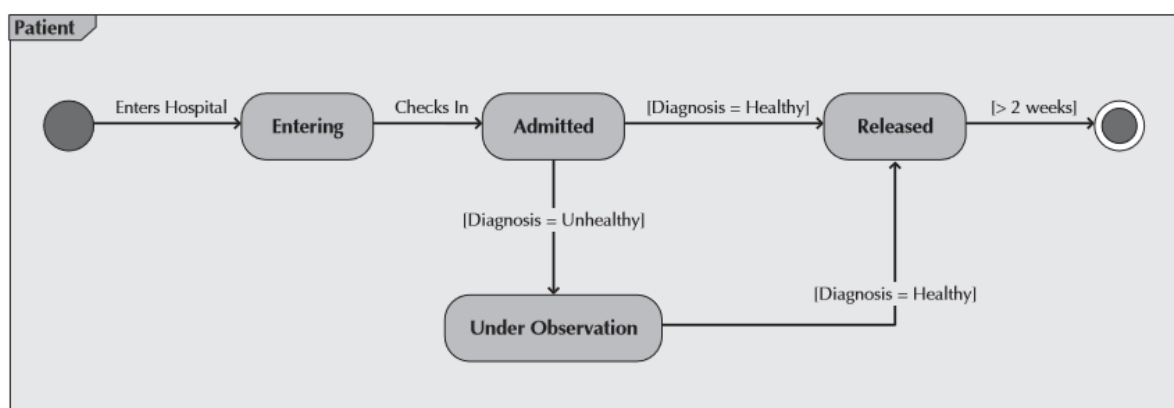 Patient
Enters Hospital
Entering
Checks In
Admitted
[Diagnosis = Healthy]
Released
[> 2 weeks]
[Diagnosis = Unhealthy]
[Diagnosis = Healthy]
Under Observation